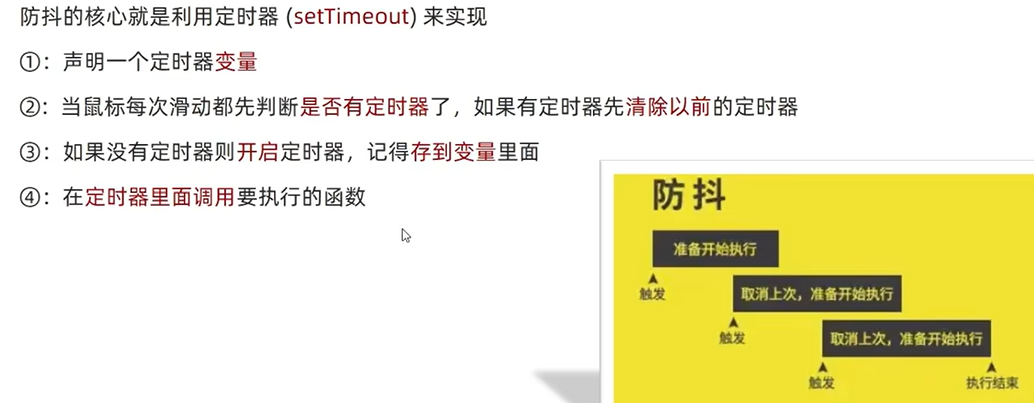 防抖的核心就是利用定时器 (setTimeout) 来实现
①：声明一个定时器变量
②：当鼠标每次滑动都先判断是否有定时器了，如果有定时器先清除以前的定时器
③：如果没有定时器则开启定时器，记得存到变量里面
④：在定时器里面调用要执行的函数
防抖
准备开始执行
触发
取消上次，准备开始执行
触发
取消上次，准备开始执行
触发
执行结束